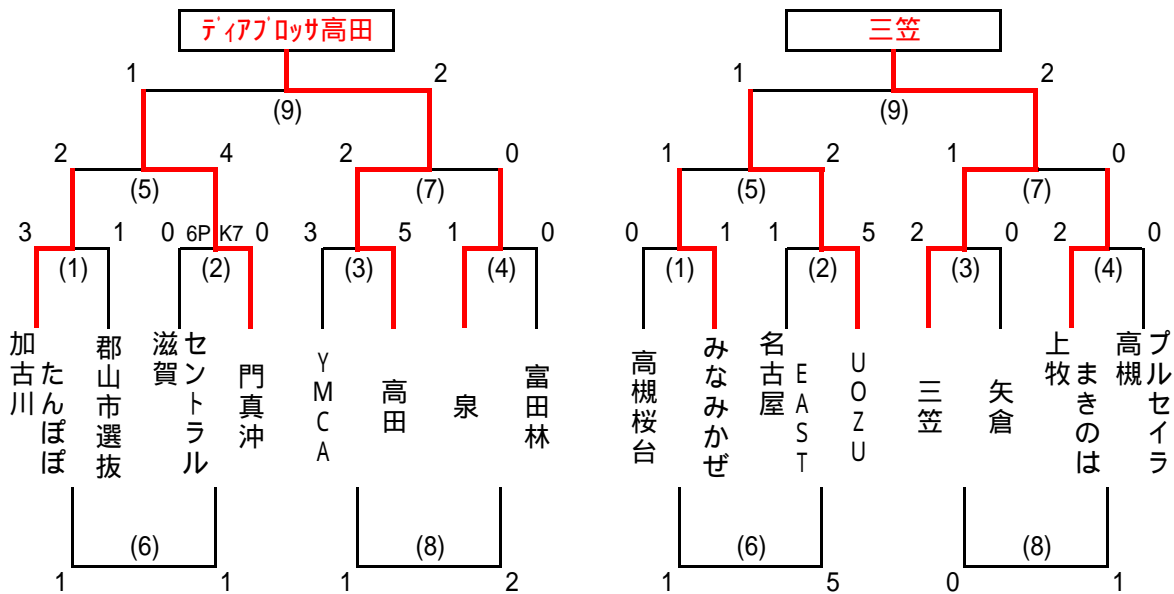 ディアブロッサ高田
三笠
1
2
1
2
(9)
(9)
2
4
2
0
1
2
1
0
(5)
(7)
(5)
(7)
3
1
0
6PK7
0
3
5
1
0
0
1
1
5
2
0
2
0
(1)
(2)
(3)
(4)
(1)
(2)
(3)
(4)
加古川
たんぽぽ
郡山市選抜
滋賀
セントラル
門真沖
YMCA
高田
泉
富田林
高槻桜台
みなみかぜ
名古屋
EAST
UOZU
三笠
矢倉
上牧
まきのは
高槻
プルセイラ
(6)
(8)
(6)
(8)
1
1
1
2
1
5
0
1